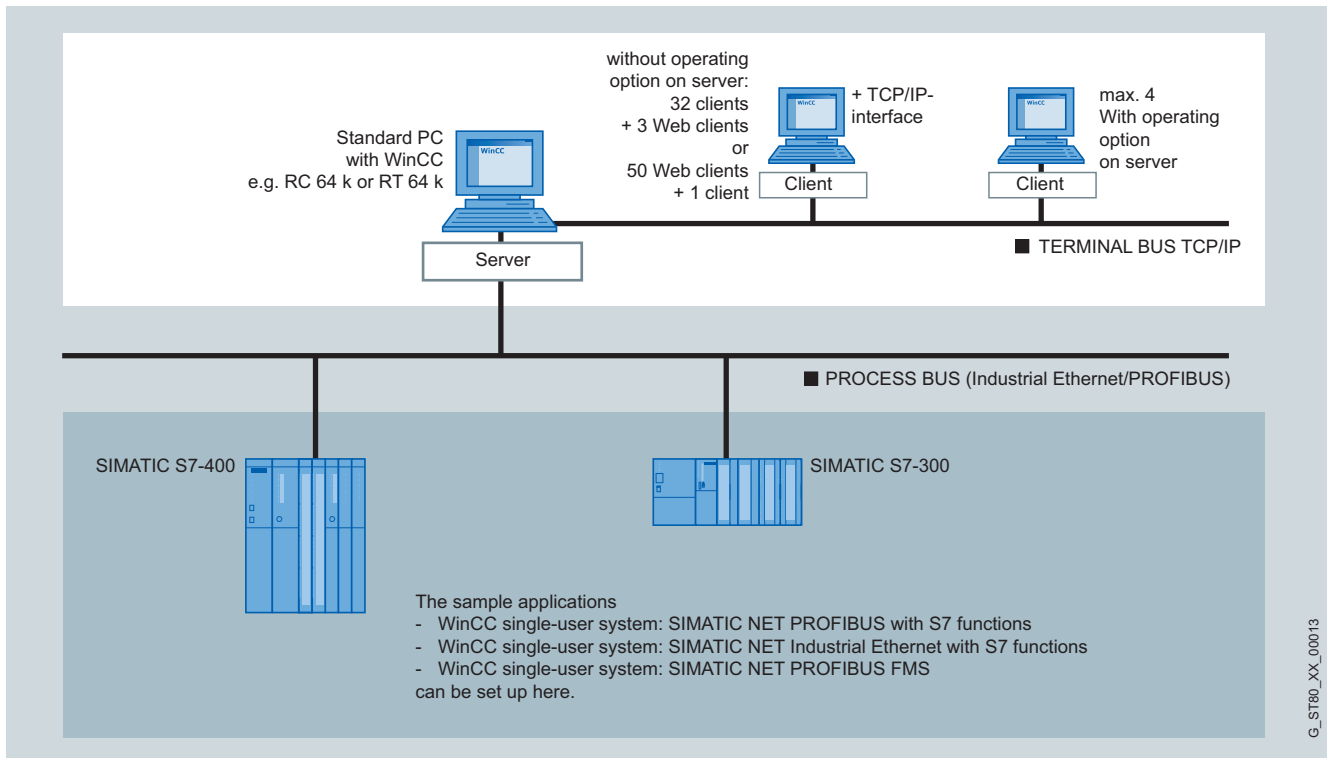 without operating
option on server:
32 clients
+ 3 Web clients
or
50 Web clients
+ 1 client
WinCC
+ TCP/IP-
interface
Client
WinCC
max. 4
With operating
option
on server
Client
Standard PC
with WinCC
e.g. RC 64 k or RT 64 k
WinCC
Server
■ TERMINAL BUS TCP/IP
■ PROCESS BUS (Industrial Ethernet/PROFIBUS)
SIMATIC S7-400
SIMATIC S7-300
The sample applications
- WinCC single-user system: SIMATIC NET PROFIBUS with S7 functions
- WinCC single-user system: SIMATIC NET Industrial Ethernet with S7 functions
- WinCC single-user system: SIMATIC NET PROFIBUS FMS
can be set up here.
G_ST80_XX_00013